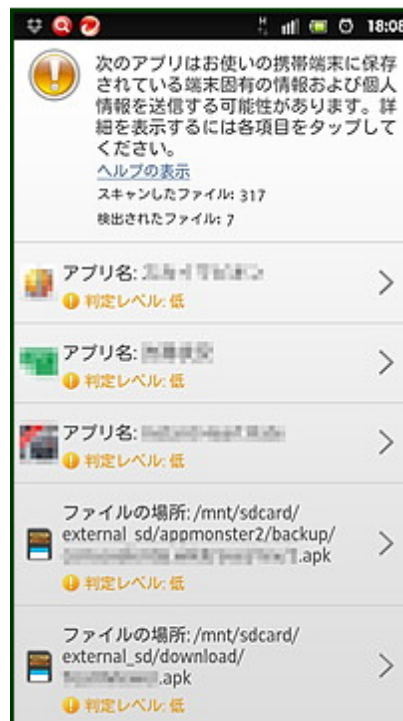 18:08
次のアプリはお使いの携帯端末に保存
されている端末固有の情報および個人
情報を送信する可能性があります。詳
細を表示するには各項目をタップして
ください。
ヘルプの表示
スキャンしたファイル: 317
検出されたファイル: 7
アプリ名:
判定レベル: 低
アプリ名:
判定レベル: 低
アプリ名:
判定レベル: 低
ファイルの場所: /mnt/sdcard/
external_sd/appmonster2/backup/
.apk
判定レベル: 低
ファイルの場所: /mnt/sdcard/
external_sd/download/
.apk
判定レベル: 低